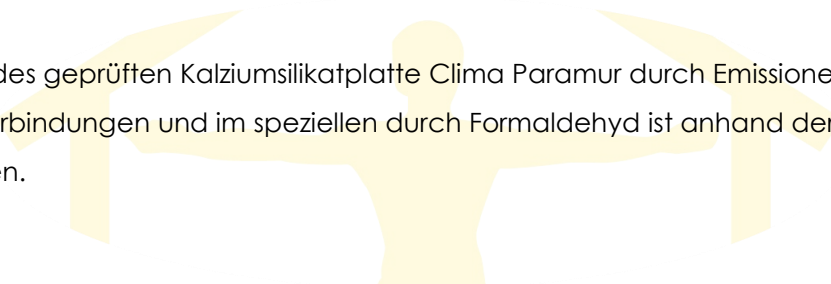 des geprüften Kalziumsilikatplatte Clima Paramur durch Emissione
rbindungen und im speziellen durch Formaldehyd ist anhand der
en.